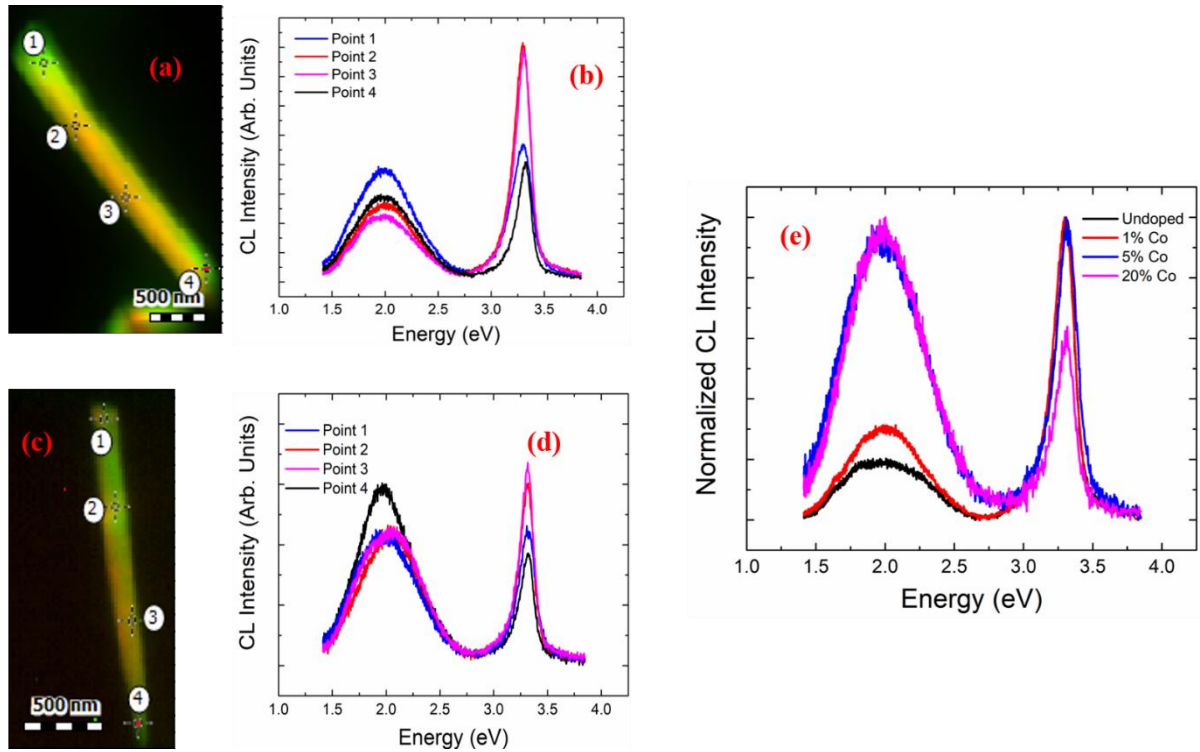 (a)
1
2
3
4
500 nm
(b)
Point 1
Point 2
Point 3
Point 4
CL Intensity (Arb. Units)
1.0 1.5 2.0 2.5 3.0 3.5 4.0
Energy (eV)
(c)
1
2
3
4
500 nm
(d)
Point 1
Point 2
Point 3
Point 4
CL Intensity (Arb. Units)
1.0 1.5 2.0 2.5 3.0 3.5 4.0
Energy (eV)
(e)
Undoped
1% Co
5% Co
20% Co
Normalized CL Intensity
1.0 1.5 2.0 2.5 3.0 3.5 4.0
Energy (eV)